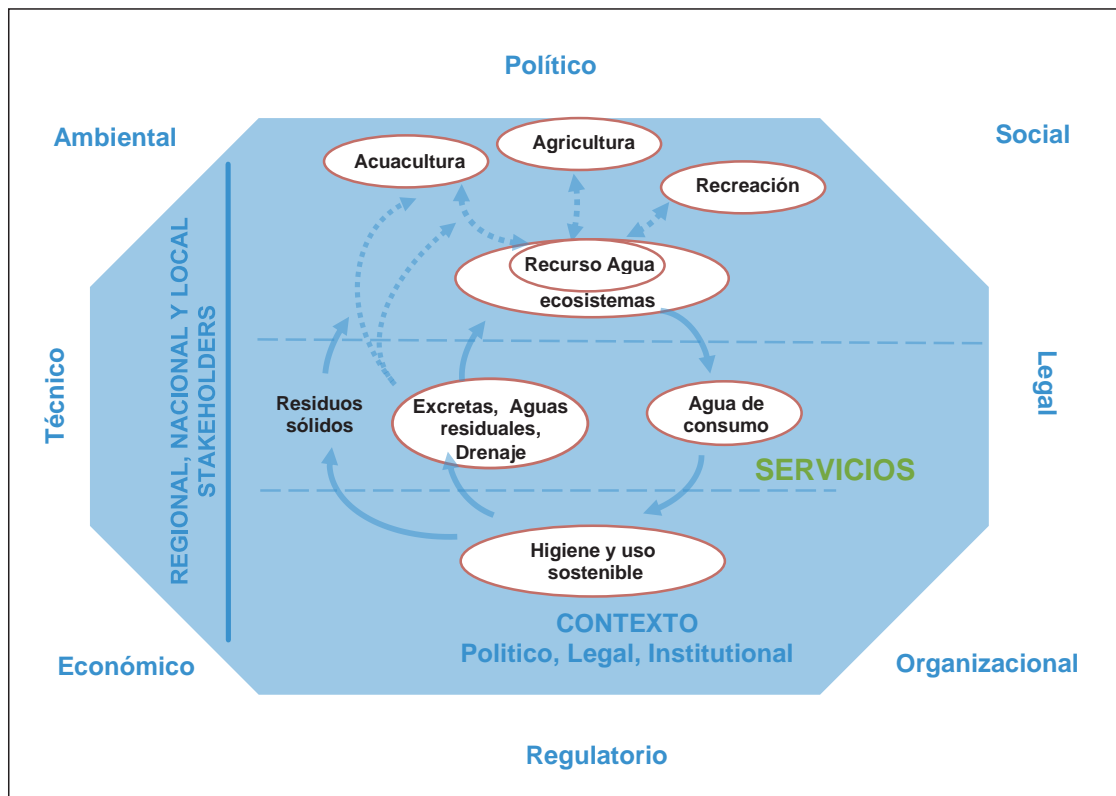 Político
Ambiental
Social
Agricultura
Acuacultura
Recreación
Recurso Agua
ecosistemas
REGIONAL, NACIONAL Y LOCAL
STAKEHOLDERS
Técnico
Legal
Residuos
sólidos
Excretas, Aguas
residuales,
Drenaje
Agua de
consumo
SERVICIOS
Higiene y uso
sostenible
CONTEXTO
Politico, Legal, Institutional
Económico
Organizacional
Regulatorio